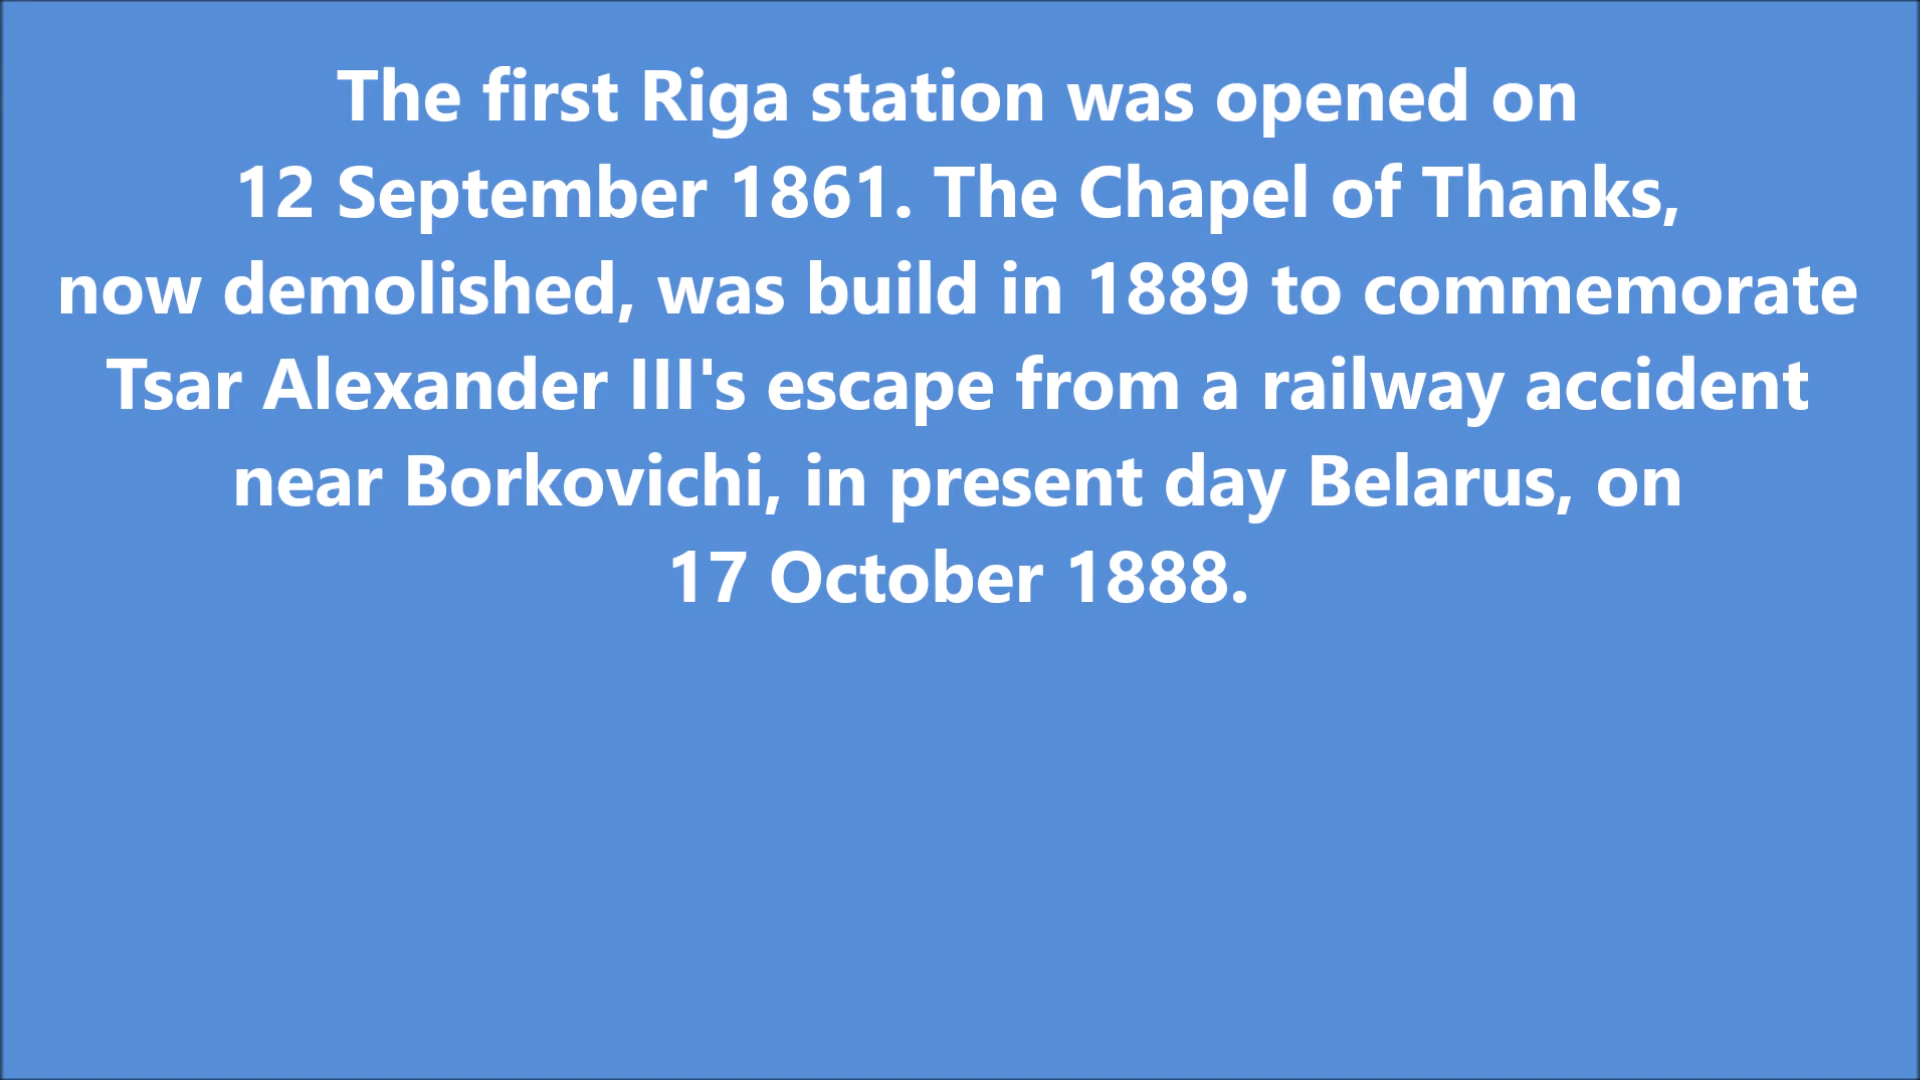 The first Riga station was opened on
12 September 1861. The Chapel of Thanks,
now demolished, was build in 1889 to commemorate
Tsar Alexander III's escape from a railway accident
near Borkovichi, in present day Belarus, on
17 October 1888.